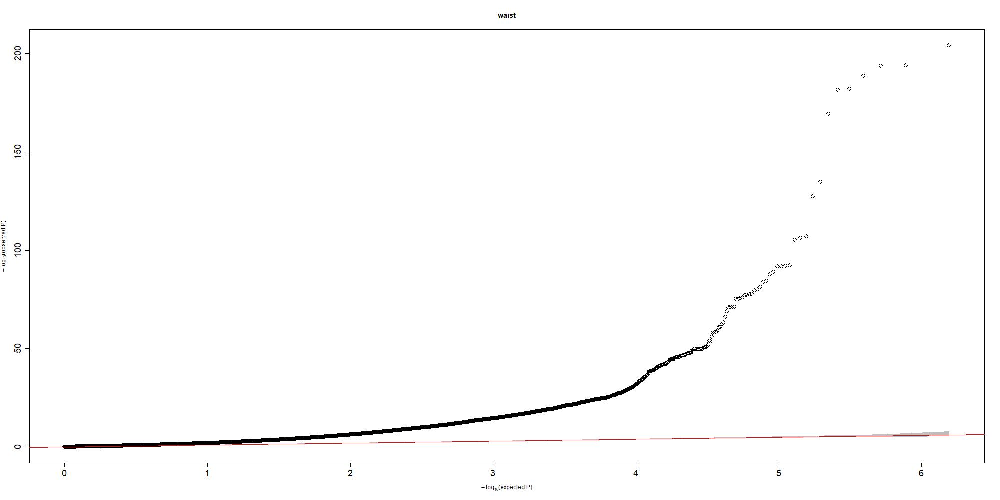 waist
200
150
100
50
0
−log10(observed P)
0 1 2 3 4 5 6
−log10(expected P)